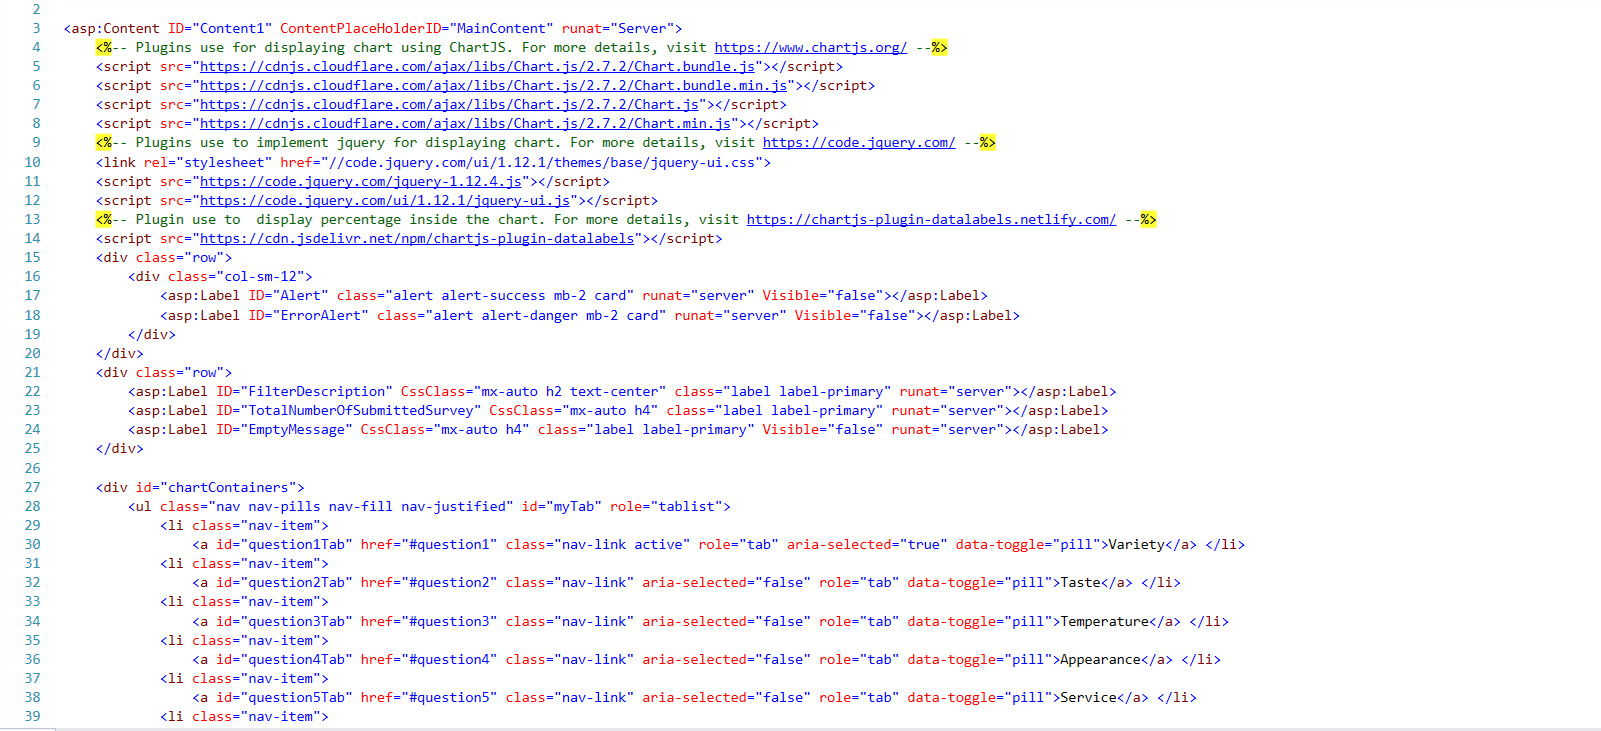 2
3 <asp:Content ID="Content1" ContentPlaceHolderID="MainContent" runat="Server">
4 <%-- Plugins use for displaying chart using ChartJS. For more details, visit https://www.chartjs.org/ --%>
5 <script src="https://cdnjs.cloudflare.com/ajax/libs/Chart.js/2.7.2/Chart.bundle.js"></script>
6 <script src="https://cdnjs.cloudflare.com/ajax/libs/Chart.js/2.7.2/Chart.bundle.min.js"></script>
7 <script src="https://cdnjs.cloudflare.com/ajax/libs/Chart.js/2.7.2/Chart.js"></script>
8 <script src="https://cdnjs.cloudflare.com/ajax/libs/Chart.js/2.7.2/Chart.min.js"></script>
9 <%-- Plugins use to implement jquery for displaying chart. For more details, visit https://code.jquery.com/ --%>
10 <link rel="stylesheet" href="//code.jquery.com/ui/1.12.1/themes/base/jquery-ui.css">
11 <script src="https://code.jquery.com/jquery-1.12.4.js"></script>
12 <script src="https://code.jquery.com/ui/1.12.1/jquery-ui.js"></script>
13 <%-- Plugin use to  display percentage inside the chart. For more details, visit https://chartjs-plugin-datalabels.netlify.com/ --%>
14 <script src="https://cdn.jsdelivr.net/npm/chartjs-plugin-datalabels"></script>
15 <div class="row">
16 <div class="col-sm-12">
17 <asp:Label ID="Alert" class="alert alert-success mb-2 card" runat="server" Visible="false"></asp:Label>
18 <asp:Label ID="ErrorAlert" class="alert alert-danger mb-2 card" runat="server" Visible="false"></asp:Label>
19 </div>
20 </div>
21 <div class="row">
22 <asp:Label ID="FilterDescription" CssClass="mx-auto h2 text-center" class="label label-primary" runat="server"></asp:Label>
23 <asp:Label ID="TotalNumberOfSubmittedSurvey" CssClass="mx-auto h4" class="label label-primary" runat="server"></asp:Label>
24 <asp:Label ID="EmptyMessage" CssClass="mx-auto h4" class="label label-primary" Visible="false" runat="server"></asp:Label>
25 </div>
26
27 <div id="chartContainers">
28 <ul class="nav nav-pills nav-fill nav-justified" id="myTab" role="tablist">
29 <li class="nav-item">
30 <a id="question1Tab" href="#question1" class="nav-link active" role="tab" aria-selected="true" data-toggle="pill">Variety</a> </li>
31 <li class="nav-item">
32 <a id="question2Tab" href="#question2" class="nav-link" aria-selected="false" role="tab" data-toggle="pill">Taste</a> </li>
33 <li class="nav-item">
34 <a id="question3Tab" href="#question3" class="nav-link" aria-selected="false" role="tab" data-toggle="pill">Temperature</a> </li>
35 <li class="nav-item">
36 <a id="question4Tab" href="#question4" class="nav-link" aria-selected="false" role="tab" data-toggle="pill">Appearance</a> </li>
37 <li class="nav-item">
38 <a id="question5Tab" href="#question5" class="nav-link" aria-selected="false" role="tab" data-toggle="pill">Service</a> </li>
39 <li class="nav-item">